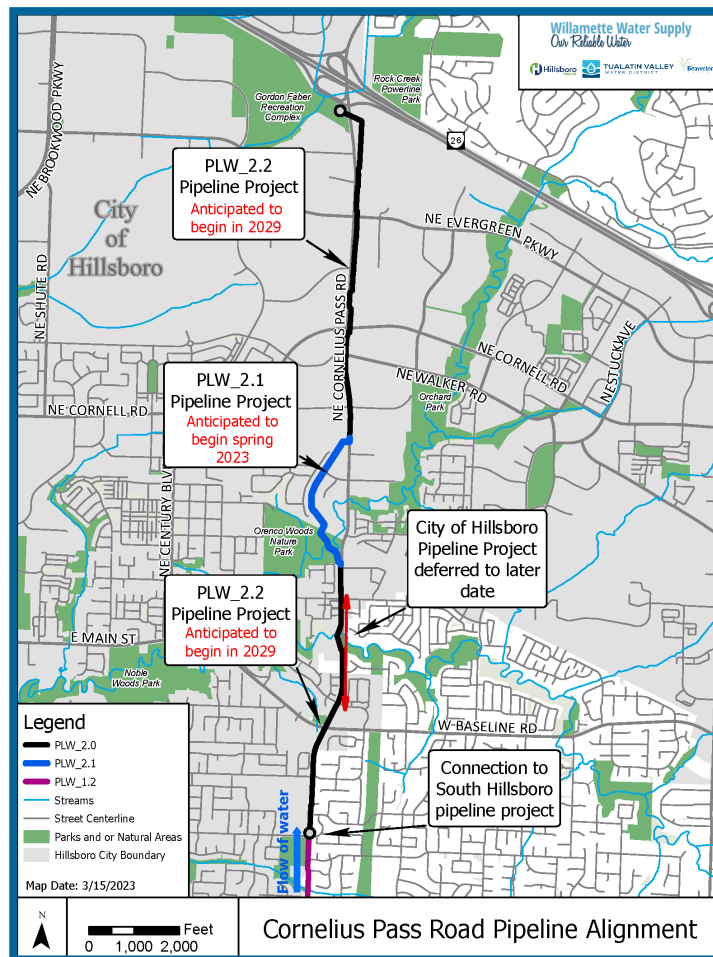 Willamette Water Supply
Our Reliable Water
Hillsboro
TUALATIN VALLEY
WATER DISTRICT
Beaverton
Gordon Faber
Recreation
Complex
Rock Creek
Powerline
Park
26
NE BROOKWOOD PKWY
PLW_2.2
Pipeline Project
Anticipated to
begin in 2029
City
of
Hillsboro
NE EVERGREEN PKWY
NE SHUTE RD
NE CORNELIUS PASS RD
NE CORNELL RD
NESTUCKAVE
NE WALKER RD
Orchard
Park
PLW_2.1
Pipeline Project
Anticipated to
begin spring
2023
NE CORNELL RD
NE CENTURY BLV
Orenco Woods
Nature
Park
City of Hillsboro
Pipeline Project
deferred to later
date
PLW_2.2
Pipeline Project
Anticipated to
begin in 2029
E MAIN ST
Noble
Woods Park
W BASELINE RD
Connection to
South Hillsboro
pipeline project
Flow of water
Legend
PLW_2.0
PLW_2.1
PLW_1.2
Streams
Street Centerline
Parks and or Natural Areas
Hillsboro City Boundary
Map Date: 3/15/2023
N
Feet
0 1,000 2,000
Cornelius Pass Road Pipeline Alignment